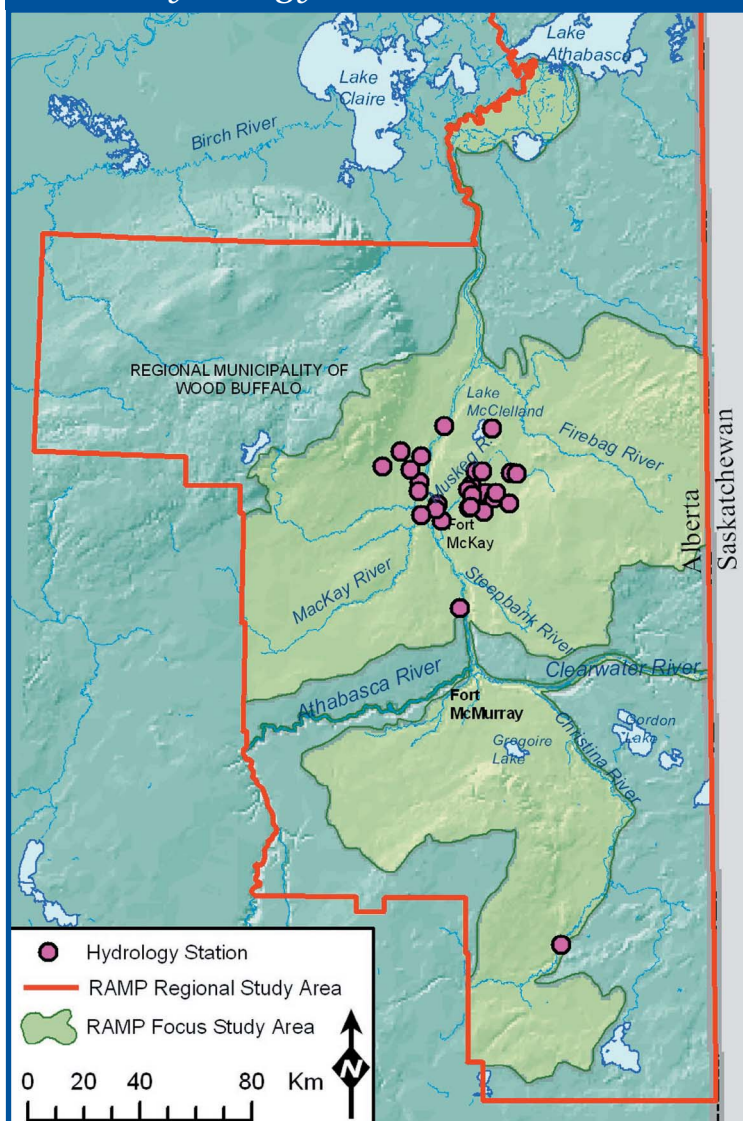 Lake
Athabasca
Lake
Claire
Birch River
REGIONAL MUNICIPALITY OF
WOOD BUFFALO
Lake
McClelland
Firebag River
Muskeg R.
Fort
McKay
MacKay River
Steepbank River
Alberta
Saskatchewan
Athabasca River
Clearwater River
Fort
McMurray
Christina River
Gordon
Lake
Gregoire
Lake
Hydrology Station
RAMP Regional Study Area
RAMP Focus Study Area
N
0 20 40 80 Km